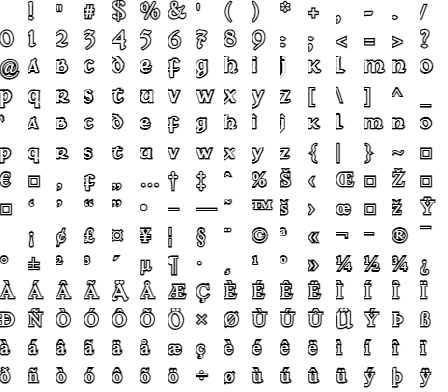 ! " # $ % & ' ( ) * + , - . /
0 1 2 3 4 5 6 7 8 9 : ; < = > ?
@ A B C D E F G H I J K L M N O
P Q R S T U V W X Y Z [ \ ] ^ _
` A B C D E F G H I J K L M N O
P Q R S T U V W X Y Z { | } ~ □
€ □ ‚ ƒ „ … † ‡ ˆ ‰ Š ‹ Œ □ Ž □
□ ‘ ’ “ ” • – — ˜ ™ š › œ □ ž Ÿ
¡ ¢ £ ¤ ¥ ¦ § ¨ © ª « ¬ - ® ¯
° ± ² ³ ´ µ ¶ · ¸ ¹ º » ¼ ½ ¾ ¿
À Á Â Ã Ä Å Æ Ç È É Ê Ë Ì Í Î Ï
Ð Ñ Ò Ó Ô Õ Ö × Ø Ù Ú Û Ü Ý Þ ß
à á â ã ä å æ ç è é ê ë ì í î ï
ð ñ ò ó ô õ ö ÷ ø ù ú û ü ý þ ÿ